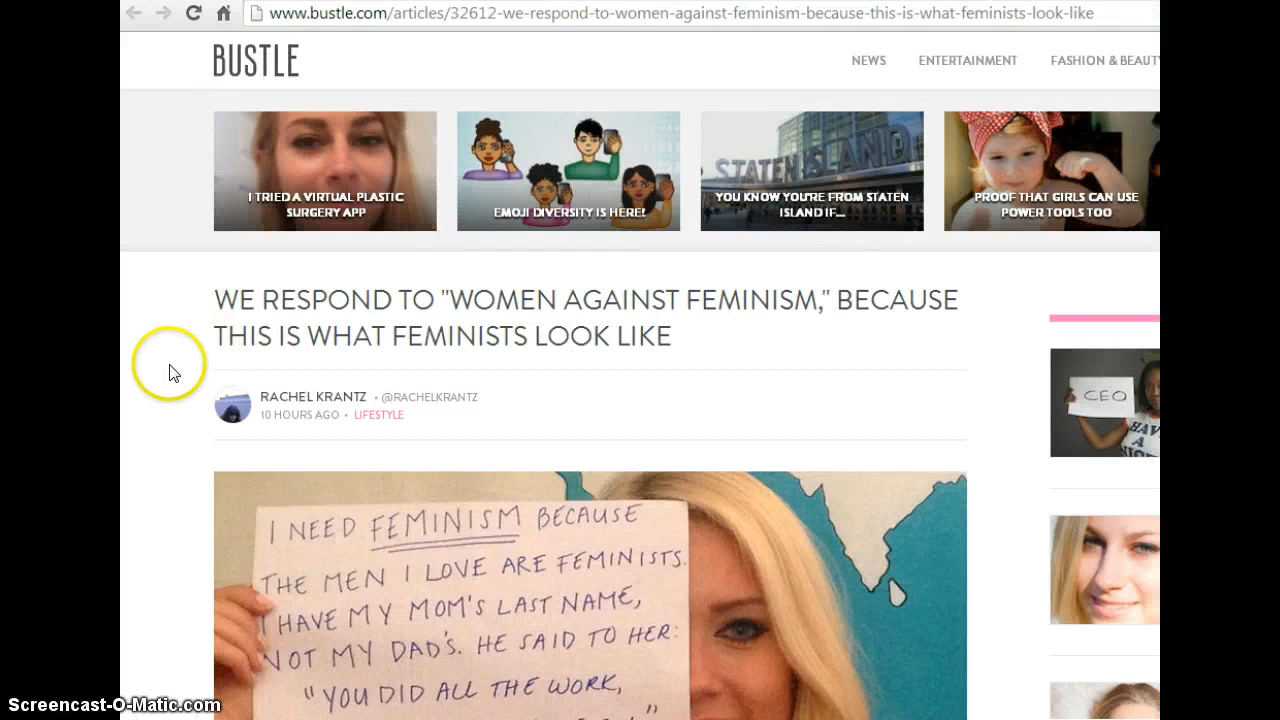 www.bustle.com/articles/32612-we-respond-to-women-against-feminism-because-this-is-what-feminists-look-like
BUSTLE
NEWS ENTERTAINMENT FASHION & BEAUTY
I TRIED A VIRTUAL PLASTIC
SURGERY APP
EMOJI DIVERSITY IS HERE!
STATEN ISLAND
YOU KNOW YOU'RE FROM STATEN
ISLAND IF...
PROOF THAT GIRLS CAN USE
POWER TOOLS TOO
WE RESPOND TO "WOMEN AGAINST FEMINISM," BECAUSE
THIS IS WHAT FEMINISTS LOOK LIKE
RACHEL KRANTZ • @RACHELKRANTZ
10 HOURS AGO • LIFESTYLE
CEO
HAVE
A
I NEED FEMINISM BECAUSE
THE MEN I LOVE ARE FEMINISTS.
I HAVE MY MOM'S LAST NAME,
NOT MY DAD'S. HE SAID TO HER:
"YOU DID ALL THE WORK,
Screencast-O-Matic.com